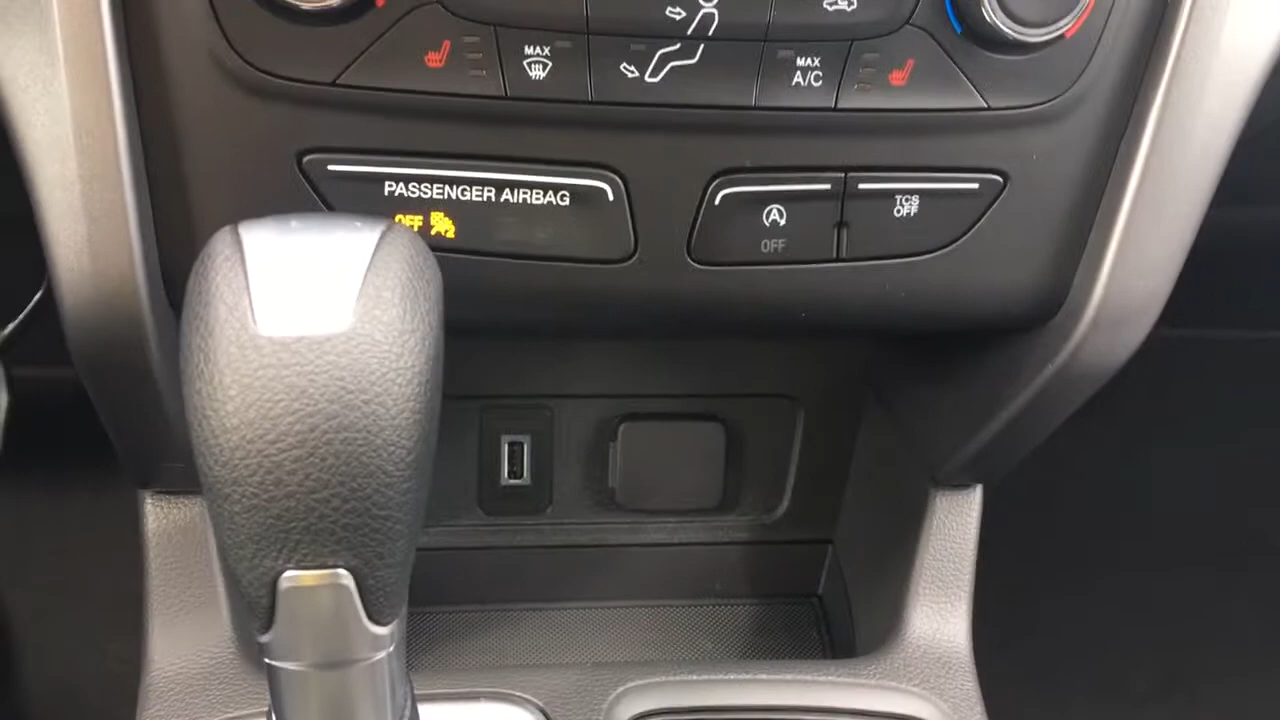 MAX
MAX
A/C
PASSENGER AIRBAG
OFF
A
OFF
TCS
OFF